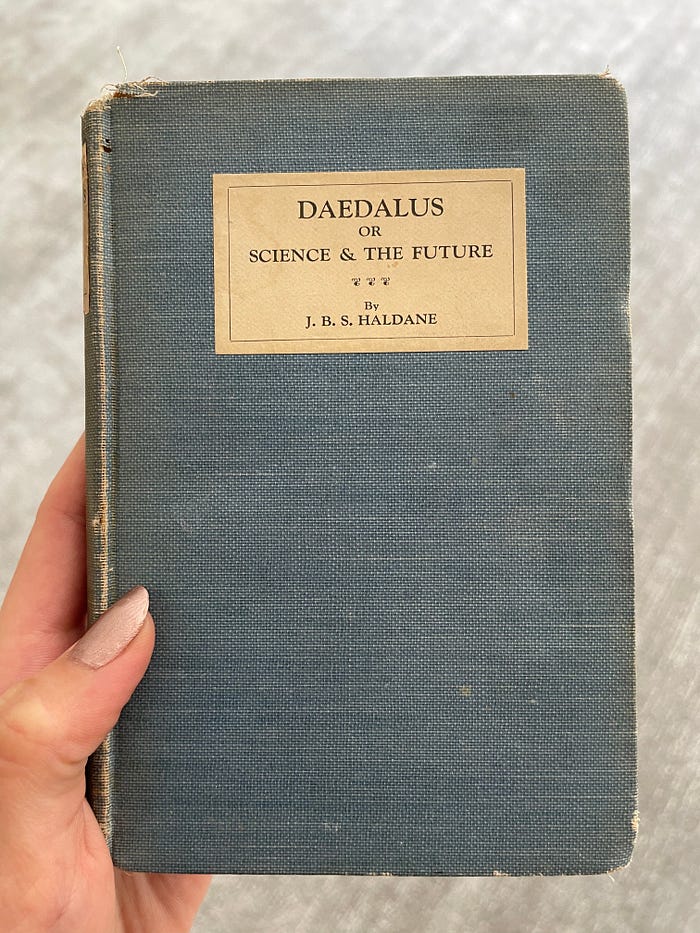 DAEDALUS
OR
SCIENCE & THE FUTURE
By
J. B. S. HALDANE